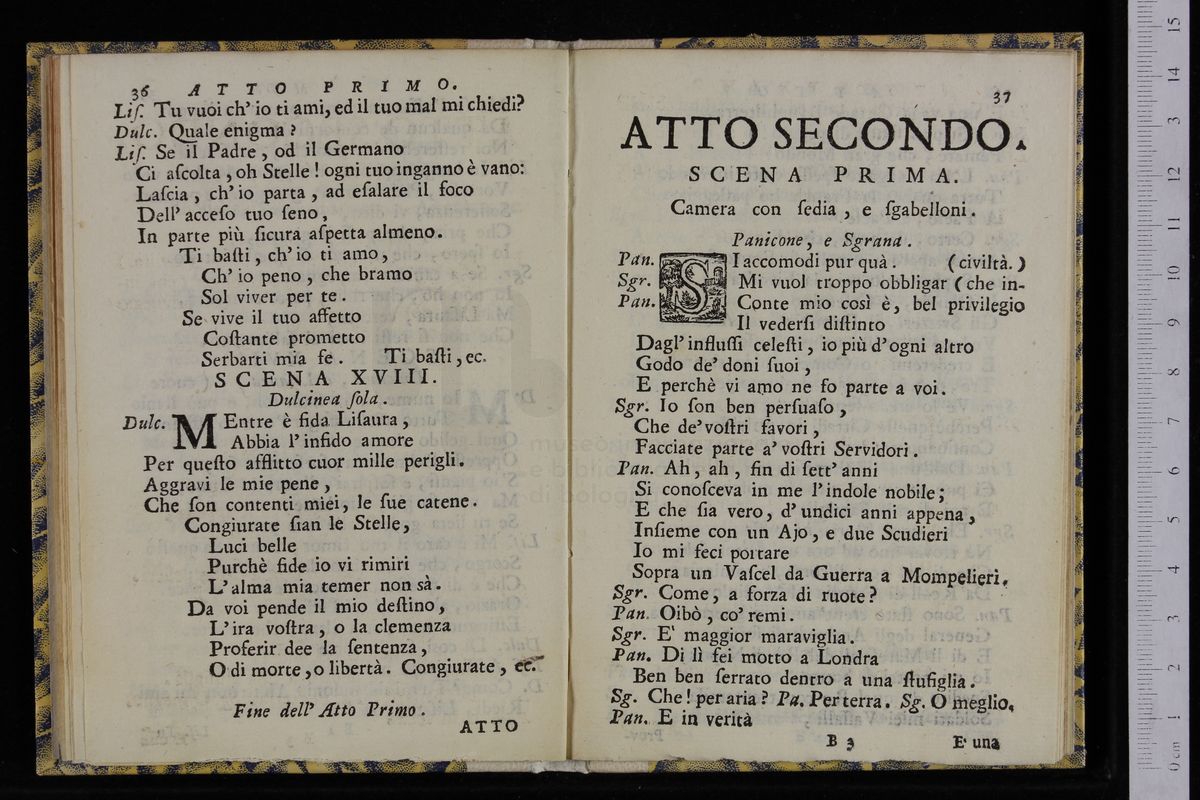 36 ATTO PRIMO.
Liſ. Tu vuoi ch' io ti ami, ed il tuo mal mi chiedi?
Dulc. Quale enigma ?
Liſ. Se il Padre , od il Germano
Ci aſcolta , oh Stelle ! ogni tuo inganno è vano:
Laſcia , ch' io parta , ad eſalare il foco
Dell' acceſo tuo ſeno ,
In parte più ſicura aſpetta almeno.
Ti baſti , ch' io ti amo ,
Ch' io peno , che bramo
Sol viver per te .
Se vive il tuo affetto
Coſtante prometto
Serbarti mia fe . Ti baſti , ec.
SCENA XVIII.
Dulcinea ſola .
Dulc. MEntre è fida Liſaura ,
Abbia l' infido amore
Per queſto afflitto cuor mille perigli .
Aggravi le mie pene ,
Che ſon contenti miei, le ſue catene .
Congiurate ſian le Stelle,
Luci belle
Purchè fide io vi rimiri
L' alma mia temer non sà .
Da voi pende il mio deſtino,
L' ira voſtra , o la clemenza
Proferir dee la ſentenza ,
O di morte , o libertà . Congiurate , ec.
Fine dell' Atto Primo .
ATTO
37
ATTO SECONDO.
SCENA PRIMA.
Camera con ſedia , e ſgabelloni .
Panicone, e Sgrana .
Pan. SI accomodi pur quà . ( civiltà. )
Sgr. Mi vuol troppo obbligar ( che in-
Pan. Conte mio così è , bel privilegio
Il vederſi diſtinto
Dagl' influſſi celeſti , io più d' ogni altro
Godo de' doni ſuoi ,
E perchè vi amo ne fo parte a voi .
Sgr. Io ſon ben perſuaſo ,
Che de' voſtri favori ,
Facciate parte a' voſtri Servidori .
Pan. Ah , ah , fin di ſett' anni
Si conoſceva in me l' indole nobile ;
E che ſia vero, d' undici anni appena ,
Inſieme con un Ajo , e due Scudieri
Io mi feci portare
Sopra un Vaſcel da Guerra a Mompelieri .
Sgr. Come, a forza di ruote ?
Pan. Oibò , co' remi .
Sgr. E' maggior maraviglia .
Pan. Di lì fei motto a Londra
Ben ben ſerrato dentro a una ſtufiglia .
Sg. Che ! per aria ? Pa. Per terra . Sg. O meglio .
Pan. E in verità
B 3 E' una